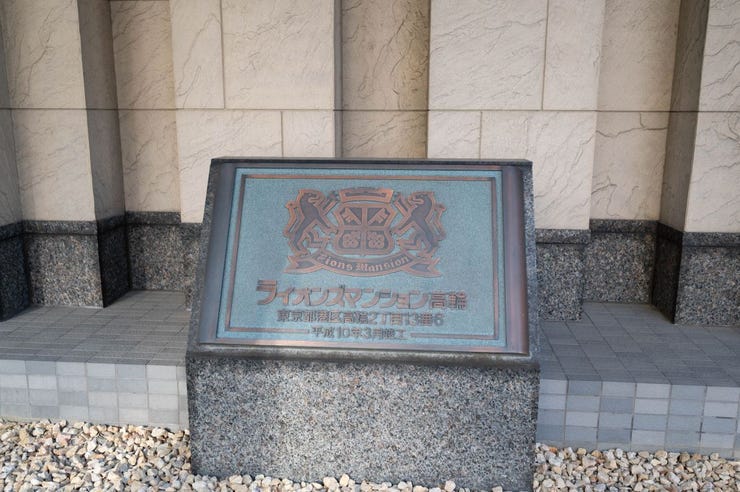 Lions Mansion
ライオンズマンション高輪
東京都港区高輪2丁目13番6
平成10年3月竣工